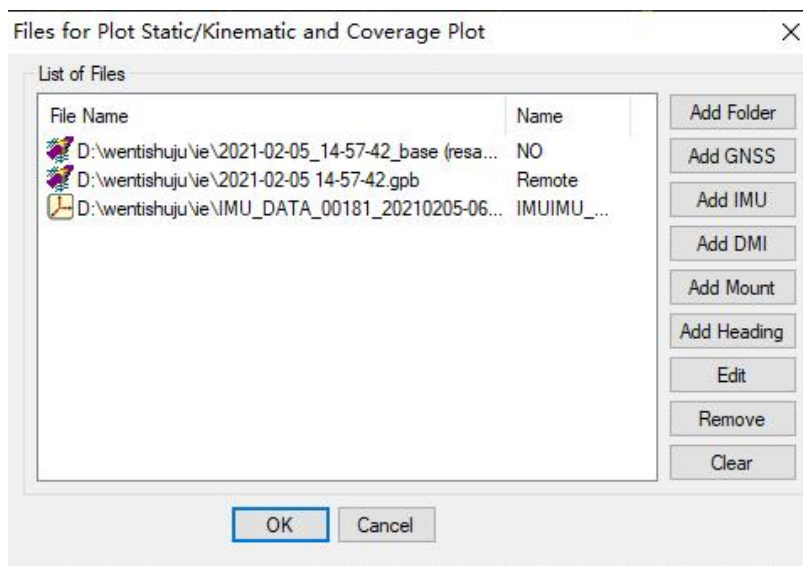 Files for Plot Static/Kinematic and Coverage Plot
List of Files
File Name Name
D:\wentishuju\ie\2021-02-05_14-57-42_base (resa... NO
D:\wentishuju\ie\2021-02-05 14-57-42.gpb Remote
D:\wentishuju\ie\IMU_DATA_00181_20210205-06... IMUIMU_...
Add Folder
Add GNSS
Add IMU
Add DMI
Add Mount
Add Heading
Edit
Remove
Clear
OK Cancel